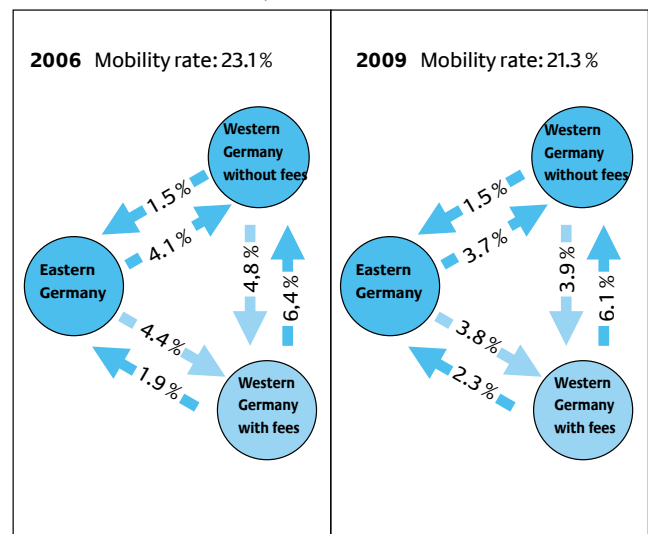 2006 Mobility rate: 23.1 %
Western
Germany
without fees
1.5 %
4.1 %
Eastern
Germany
4,8 %
6,4 %
4.4 %
1.9 %
Western
Germany
with fees
2009 Mobility rate: 21.3 %
Western
Germany
without fees
1.5 %
3.7 %
Eastern
Germany
3.9 %
6.1 %
3.8 %
2.3 %
Western
Germany
with fees